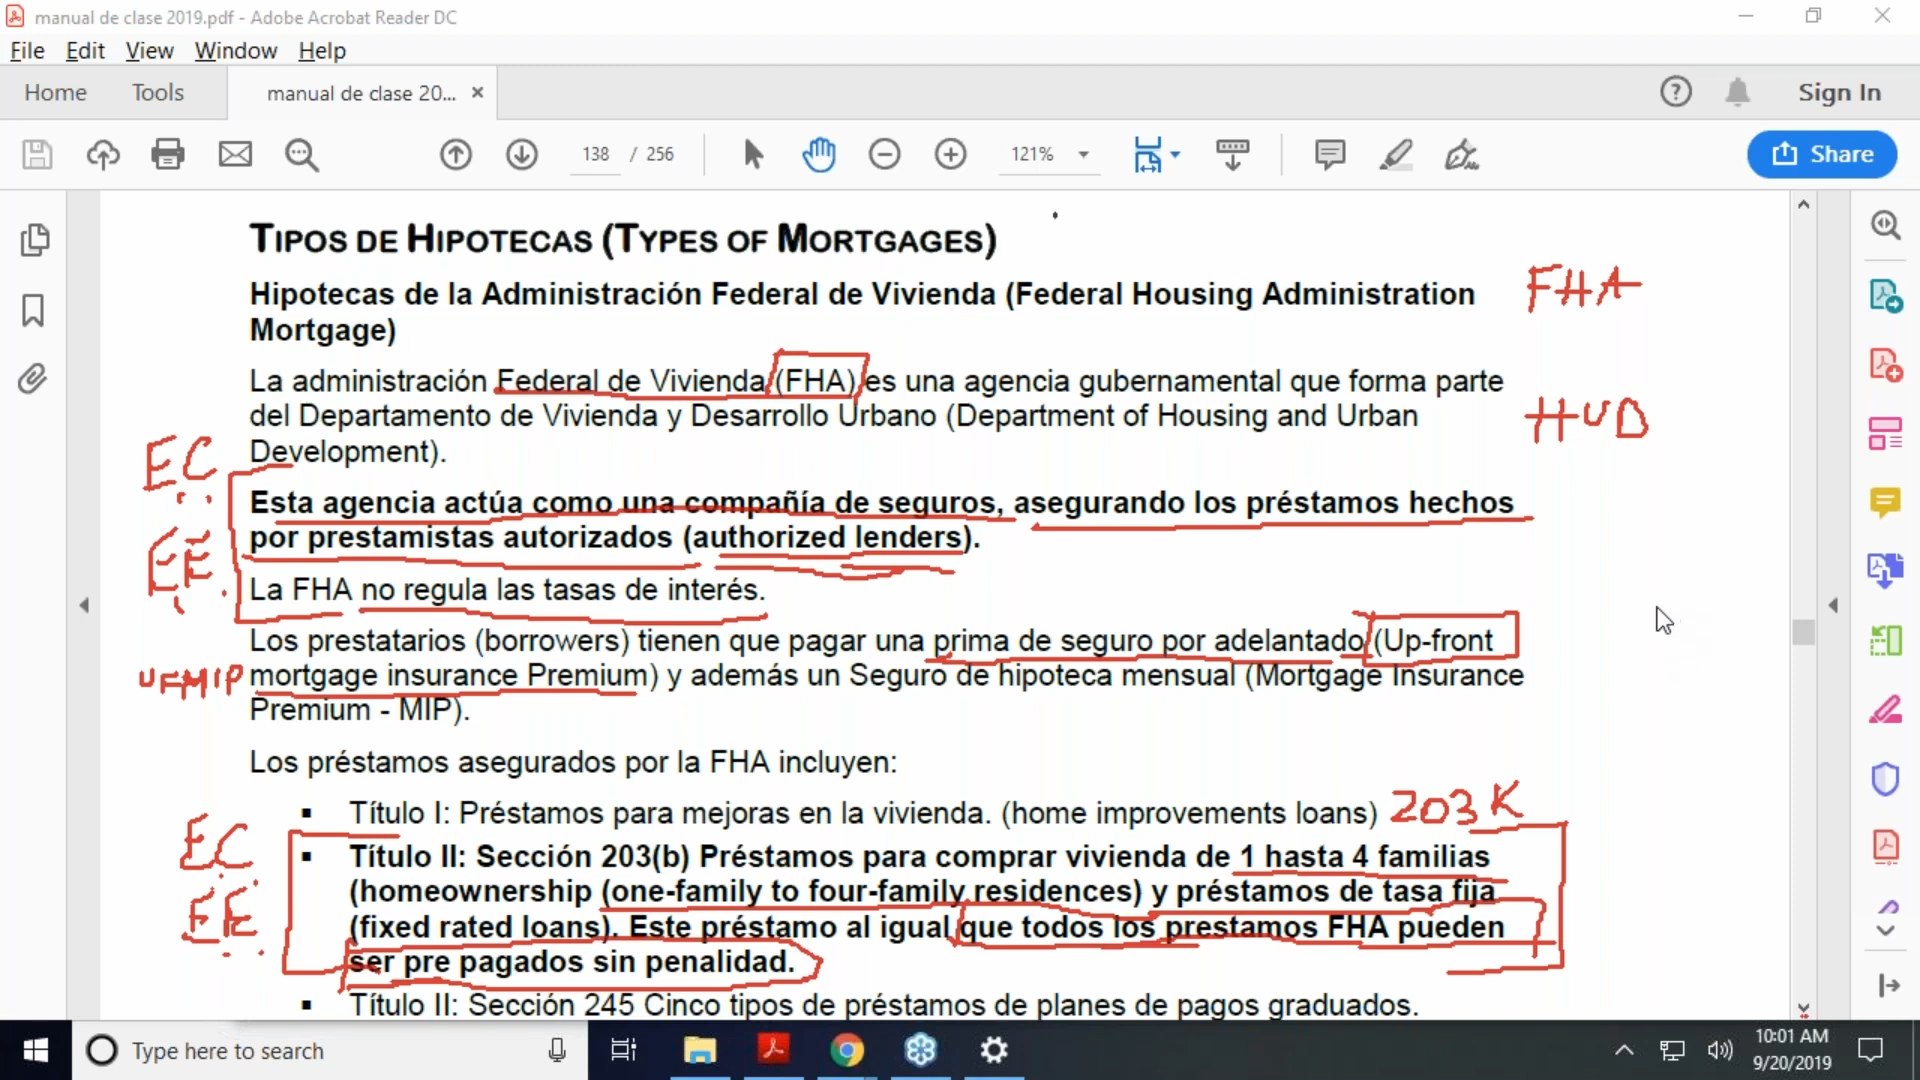 manual de clase 2019.pdf - Adobe Acrobat Reader DC
File Edit View Window Help
Home Tools manual de clase 20... × Sign In
138 / 256 121% Share
TIPOS DE HIPOTECAS (TYPES OF MORTGAGES)
Hipotecas de la Administración Federal de Vivienda (Federal Housing Administration FHA
Mortgage)
La administración Federal de Vivienda (FHA) es una agencia gubernamental que forma parte
del Departamento de Vivienda y Desarrollo Urbano (Department of Housing and Urban HUD
Development).
EC
Esta agencia actúa como una compañía de seguros, asegurando los préstamos hechos
por prestamistas autorizados (authorized lenders).
EE
La FHA no regula las tasas de interés.
Los prestatarios (borrowers) tienen que pagar una prima de seguro por adelantado (Up-front
UFMIP mortgage insurance Premium) y además un Seguro de hipoteca mensual (Mortgage Insurance
Premium - MIP).
Los préstamos asegurados por la FHA incluyen:
▪ Título I: Préstamos para mejoras en la vivienda. (home improvements loans) 203K
EC
▪ Título II: Sección 203(b) Préstamos para comprar vivienda de 1 hasta 4 familias
(homeownership (one-family to four-family residences) y préstamos de tasa fija
EE
(fixed rated loans). Este préstamo al igual que todos los prestamos FHA pueden
ser pre pagados sin penalidad.
▪ Título II: Sección 245 Cinco tipos de préstamos de planes de pagos graduados.
Type here to search
10:01 AM
9/20/2019